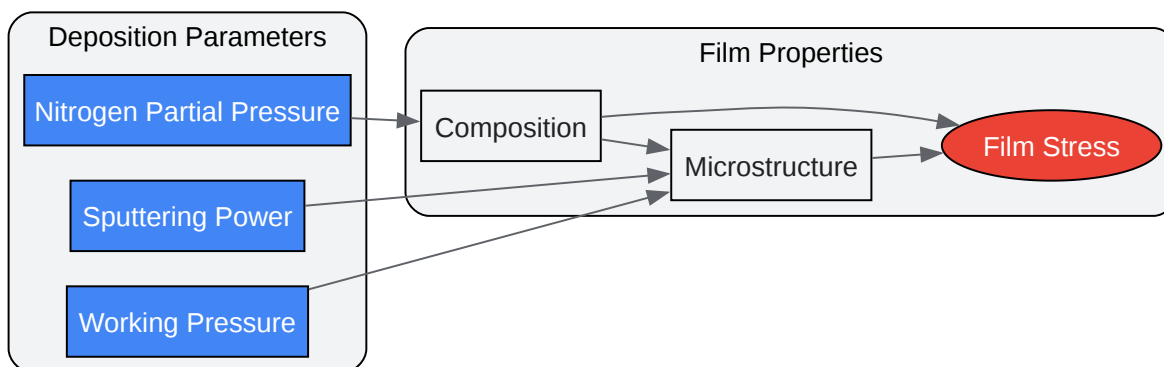 Deposition Parameters
Nitrogen Partial Pressure
Sputtering Power
Working Pressure
Film Properties
Composition
Microstructure
Film Stress